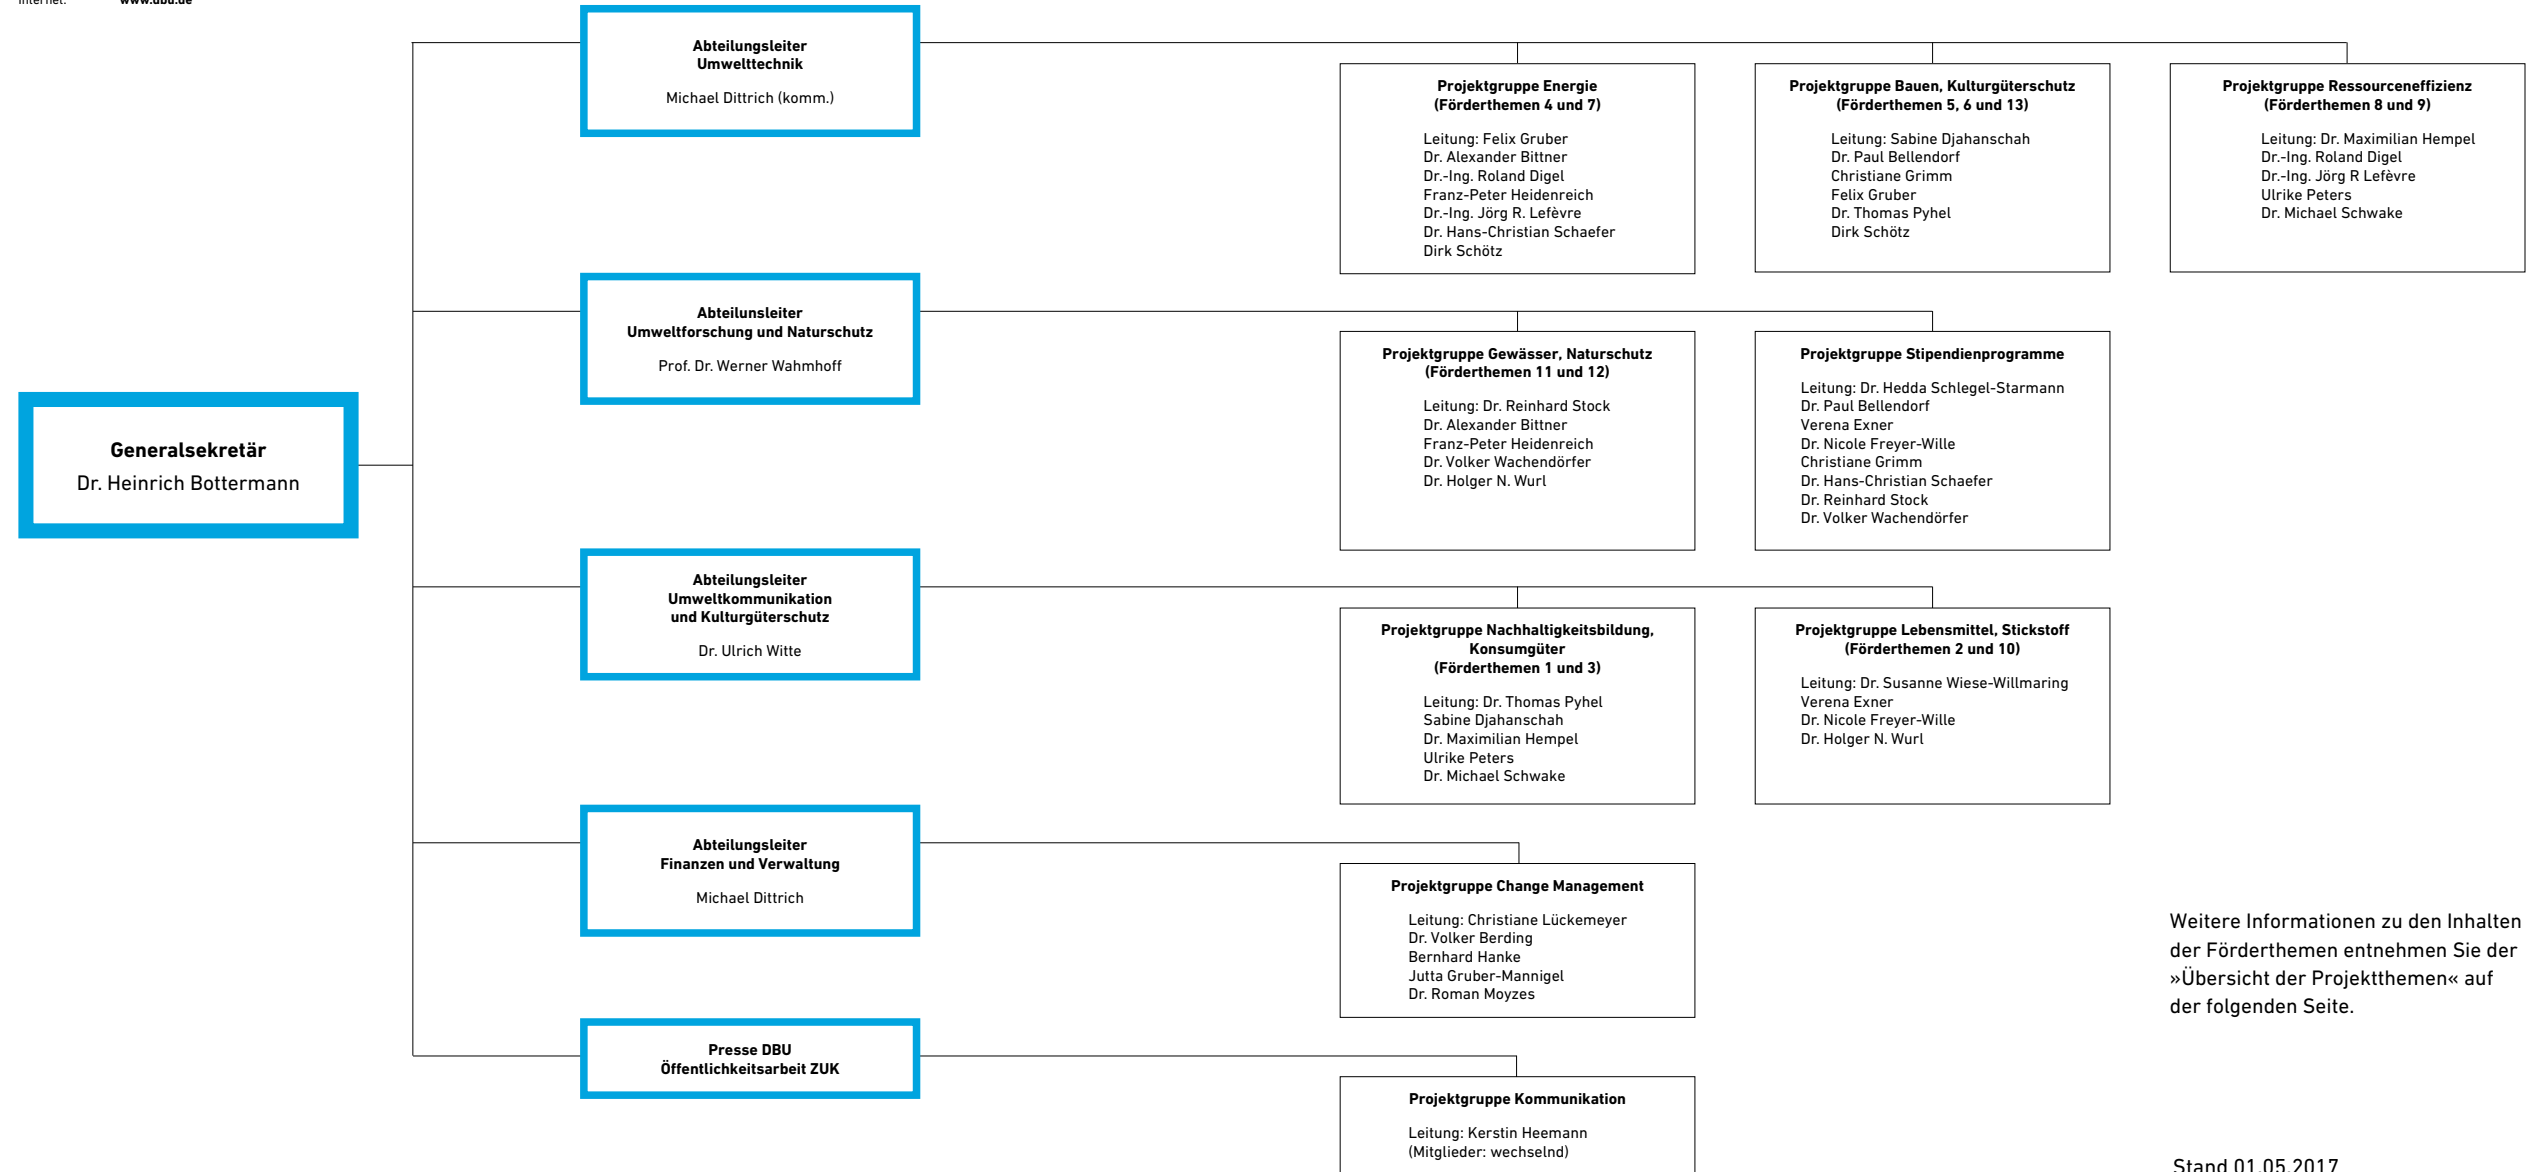 Internet: www.dbu.de
Abteilungsleiter
Umwelttechnik
Michael Dittrich (komm.)
Projektgruppe Energie
(Förderthemen 4 und 7)
Leitung: Felix Gruber
Dr. Alexander Bittner
Dr.-Ing. Roland Digel
Franz-Peter Heidenreich
Dr.-Ing. Jörg R. Lefèvre
Dr. Hans-Christian Schaefer
Dirk Schötz
Projektgruppe Bauen, Kulturgüterschutz
(Förderthemen 5, 6 und 13)
Leitung: Sabine Djahanschah
Dr. Paul Bellendorf
Christiane Grimm
Felix Gruber
Dr. Thomas Pyhel
Dirk Schötz
Projektgruppe Ressourceneffizienz
(Förderthemen 8 und 9)
Leitung: Dr. Maximilian Hempel
Dr.-Ing. Roland Digel
Dr.-Ing. Jörg R Lefèvre
Ulrike Peters
Dr. Michael Schwake
Abteilunsleiter
Umweltforschung und Naturschutz
Prof. Dr. Werner Wahmhoff
Projektgruppe Gewässer, Naturschutz
(Förderthemen 11 und 12)
Leitung: Dr. Reinhard Stock
Dr. Alexander Bittner
Franz-Peter Heidenreich
Dr. Volker Wachendörfer
Dr. Holger N. Wurl
Projektgruppe Stipendienprogramme
Leitung: Dr. Hedda Schlegel-Starmann
Dr. Paul Bellendorf
Verena Exner
Dr. Nicole Freyer-Wille
Christiane Grimm
Dr. Hans-Christian Schaefer
Dr. Reinhard Stock
Dr. Volker Wachendörfer
Generalsekretär
Dr. Heinrich Bottermann
Abteilungsleiter
Umweltkommunikation
und Kulturgüterschutz
Dr. Ulrich Witte
Projektgruppe Nachhaltigkeitsbildung,
Konsumgüter
(Förderthemen 1 und 3)
Leitung: Dr. Thomas Pyhel
Sabine Djahanschah
Dr. Maximilian Hempel
Ulrike Peters
Dr. Michael Schwake
Projektgruppe Lebensmittel, Stickstoff
(Förderthemen 2 und 10)
Leitung: Dr. Susanne Wiese-Willmaring
Verena Exner
Dr. Nicole Freyer-Wille
Dr. Holger N. Wurl
Abteilungsleiter
Finanzen und Verwaltung
Michael Dittrich
Projektgruppe Change Management
Leitung: Christiane Lückemeyer
Dr. Volker Berding
Bernhard Hanke
Jutta Gruber-Mannigel
Dr. Roman Moyzes
Weitere Informationen zu den Inhalten
der Förderthemen entnehmen Sie der
»Übersicht der Projektthemen« auf
der folgenden Seite.
Presse DBU
Öffentlichkeitsarbeit ZUK
Projektgruppe Kommunikation
Leitung: Kerstin Heemann
(Mitglieder: wechselnd)
Stand 01.05.2017